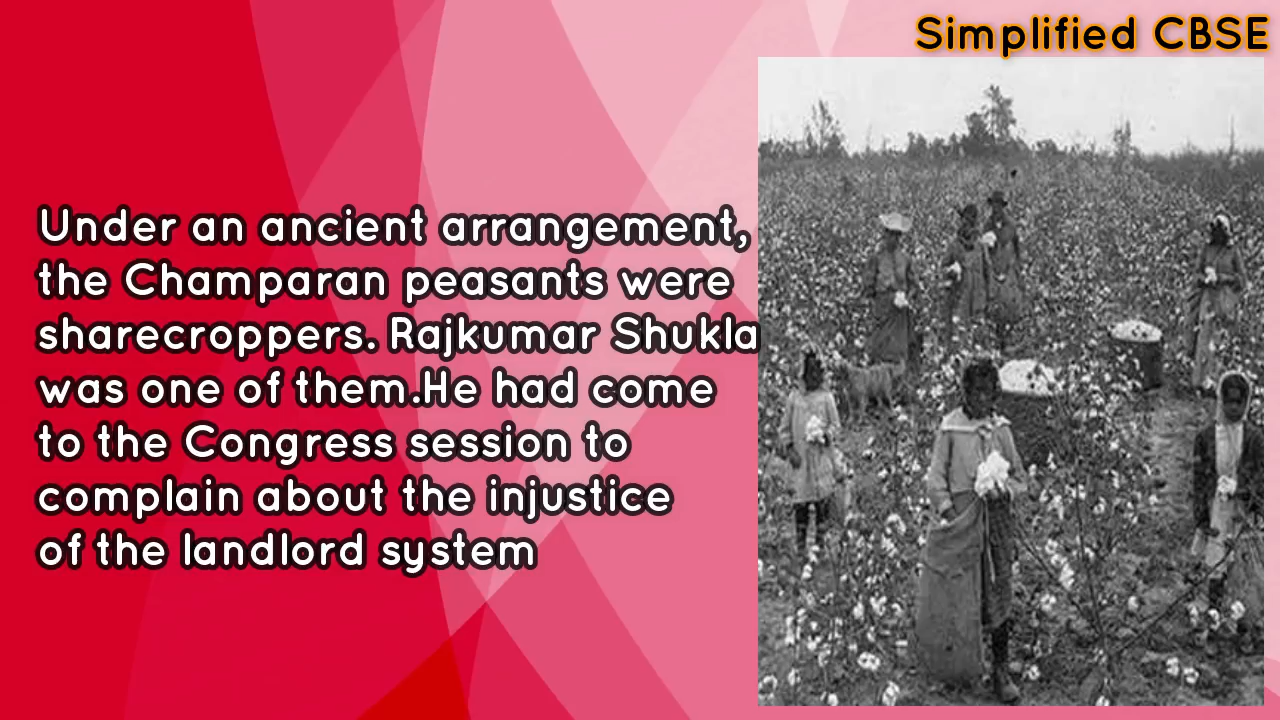 Simplified CBSE
Under an ancient arrangement,
the Champaran peasants were
sharecroppers. Rajkumar Shukla
was one of them.He had come
to the Congress session to
complain about the injustice
of the landlord system